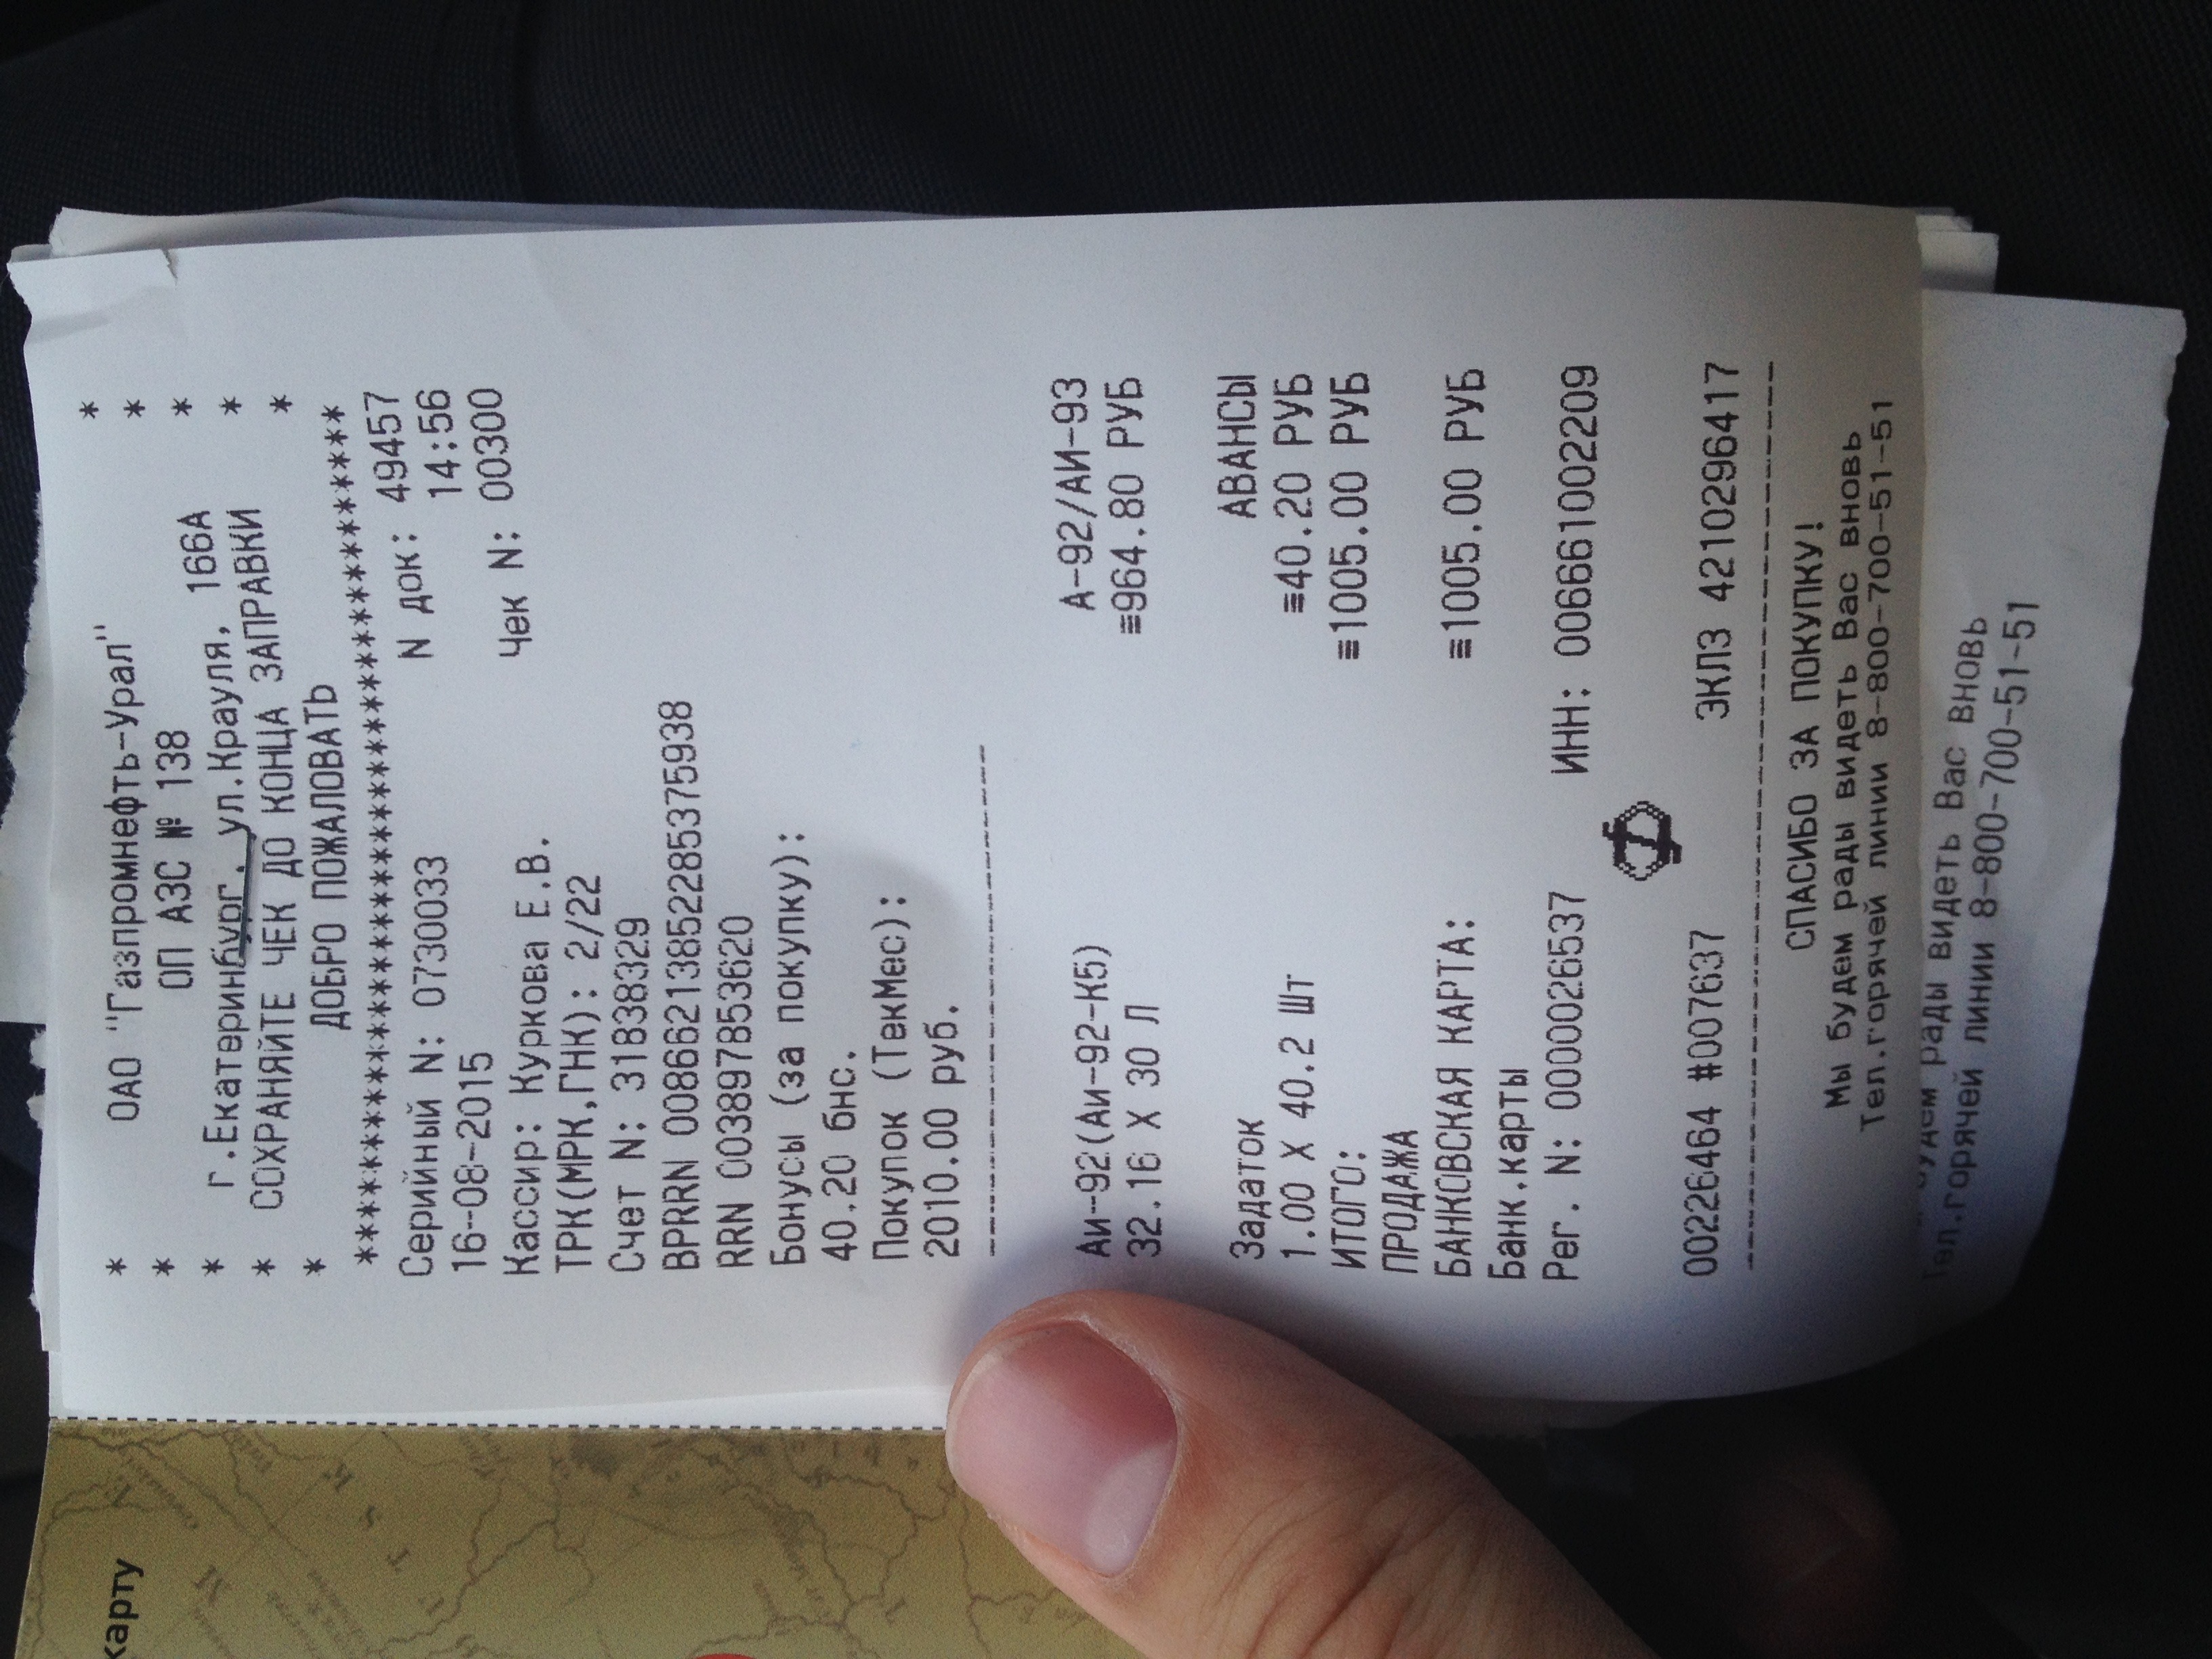 * ОАО "Газпромнефть-Урал" *
* ОП АЗС № 138 *
* г.Екатеринбург, ул.Крауля, 166А *
* СОХРАНЯЙТЕ ЧЕК ДО КОНЦА ЗАПРАВКИ *
* ДОБРО ПОЖАЛОВАТЬ *
************************************
Серийный N: 0730033 N док: 49457
16-08-2015 14:56
Кассир: Куркова Е.В. Чек N: 00300
ТРК(МРК,ГНК): 2/22
Счет N: 31838329
BPRRN 00866213852285375938
RRN 003897853620
Бонусы (за покупку):
40.20 бнс.
Покупок (ТекМес):
2010.00 руб.
--------------------
Аи-92(Аи-92-К5) А-92/АИ-93
32.16 X 30 Л ≡964.80 РУБ
Задаток АВАНСЫ
1.00 X 40.2 Шт ≡40.20 РУБ
ИТОГО: ≡1005.00 РУБ
ПРОДАЖА
БАНКОВСКАЯ КАРТА: ≡1005.00 РУБ
Банк.карты
Рег. N: 000002653​7 ИНН: 006661002209
00226464 #007637 ЭКЛЗ 4210296417
------------------------------------
СПАСИБО ЗА ПОКУПКУ!
Мы будем рады видеть Вас вновь
Тел.горячей линии 8-800-700-51-51
будем рады видеть Вас вновь
Тел.горячей линии 8-800-700-51-51
карту